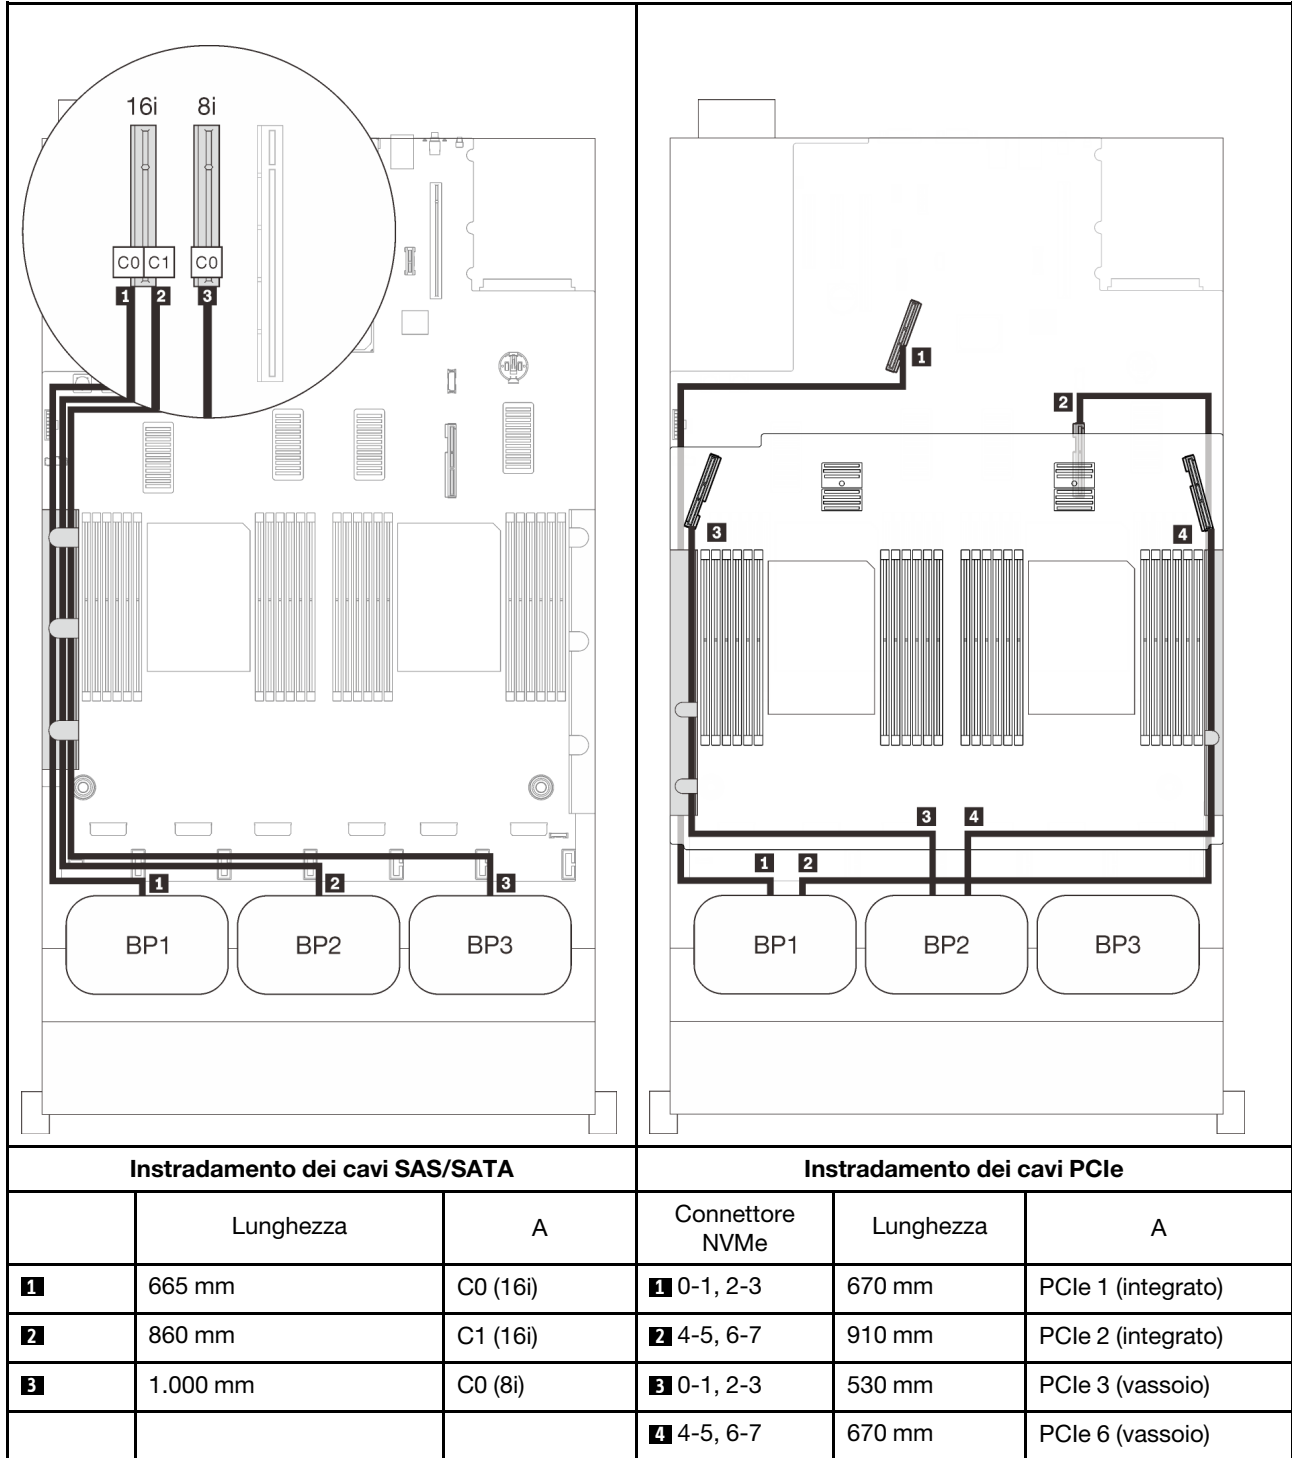 16i 8i
C0 C1 C0
1 2 3
1 2 3
BP1 BP2 BP3
1
2
3 4
3 4
1 2
BP1 BP2 BP3
Instradamento dei cavi SAS/SATA
Instradamento dei cavi PCIe
Lunghezza A
Connettore NVMe Lunghezza A
1 665 mm C0 (16i)
1 0-1, 2-3 670 mm PCIe 1 (integrato)
2 860 mm C1 (16i)
2 4-5, 6-7 910 mm PCIe 2 (integrato)
3 1.000 mm C0 (8i)
3 0-1, 2-3 530 mm PCIe 3 (vassoio)
4 4-5, 6-7 670 mm PCIe 6 (vassoio)